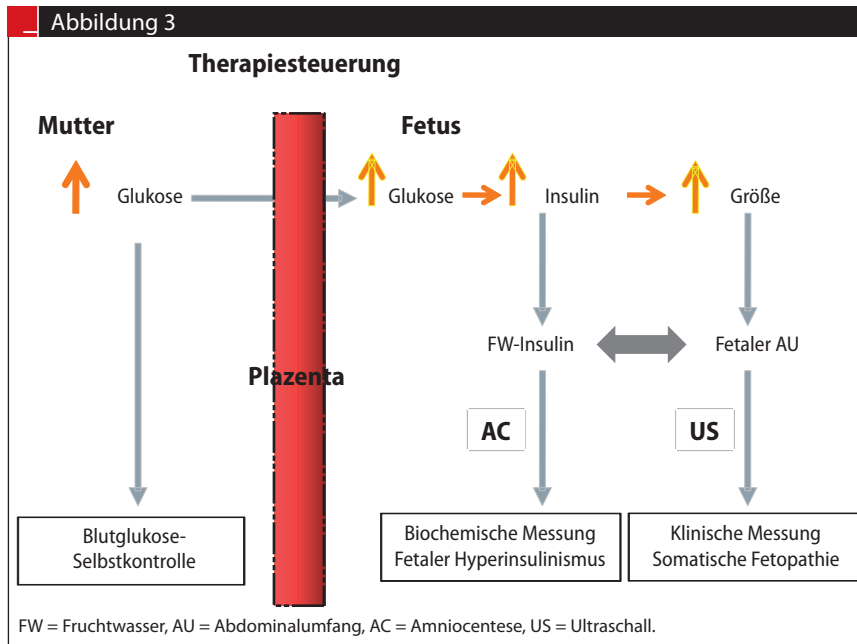 Abbildung 3
Therapiesteuerung
Mutter
Fetus
Glukose
Glukose
Insulin
Größe
FW-Insulin
Fetaler AU
Plazenta
AC
US
Blutglukose-
Selbstkontrolle
Biochemische Messung
Fetaler Hyperinsulinismus
Klinische Messung
Somatische Fetopathie
FW = Fruchtwasser, AU = Abdominalumfang, AC = Amniocentese, US = Ultraschall.